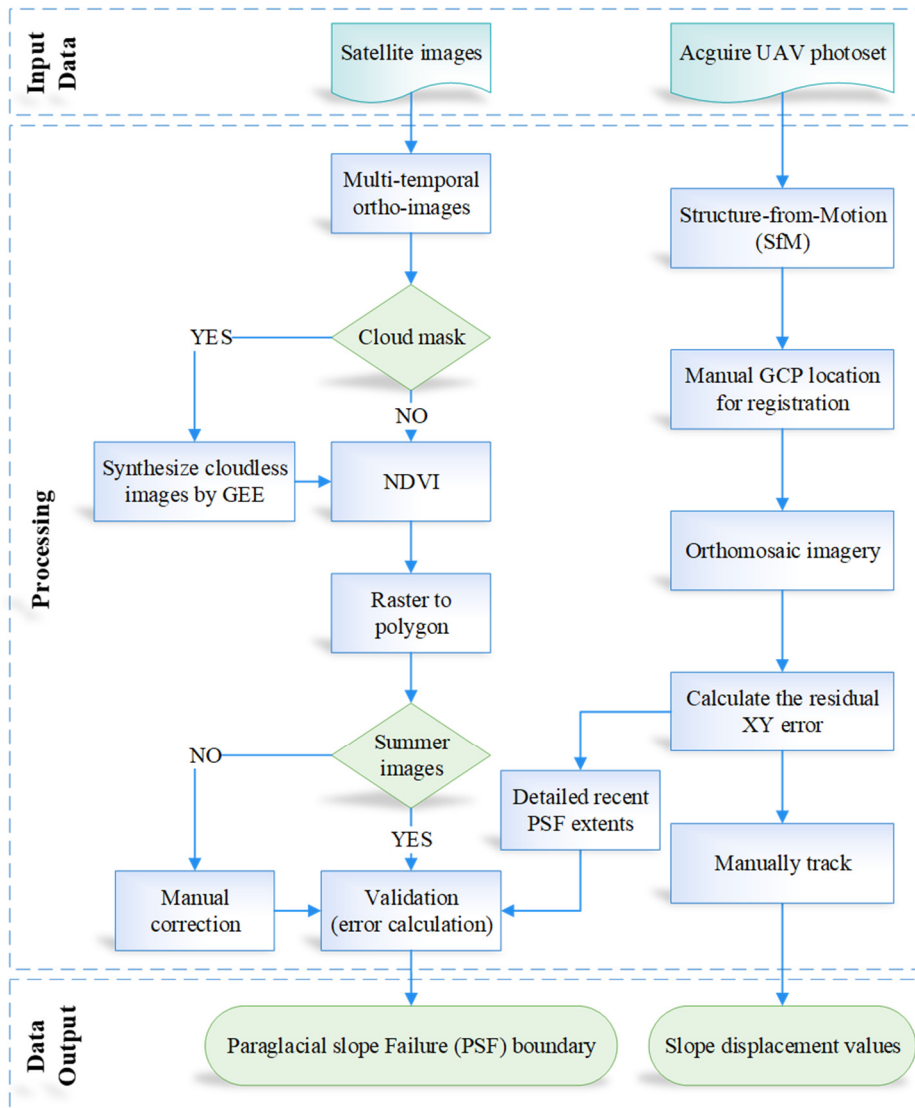 Input
Data
Satellite images
Acquire UAV photoset
Processing
Multi-temporal
ortho-images
Cloud mask
YES
NO
Synthesize cloudless
images by GEE
NDVI
Raster to
polygon
Summer
images
NO
YES
Manual
correction
Validation
(error calculation)
Structure-from-Motion
(SfM)
Manual GCP location
for registration
Orthomosaic imagery
Calculate the residual
XY error
Detailed recent
PSF extents
Manually track
Data
Output
Paraglacial slope Failure (PSF) boundary
Slope displacement values